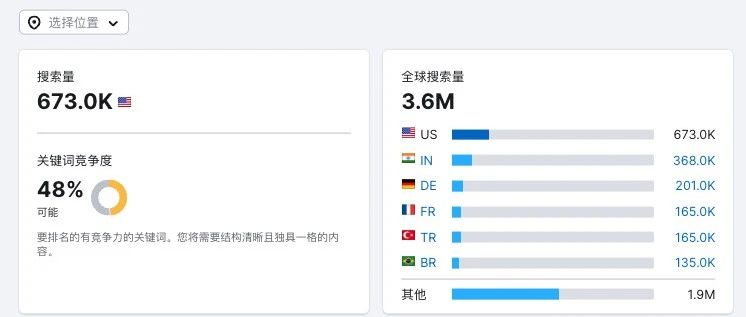 选择位置
搜索量
673.0K
关键词竞争度
48%
可能
要排名的有竞争力的关键词。您将需要结构清晰且独具一格的内
容。
全球搜索量
3.6M
US 673.0K
IN 368.0K
DE 201.0K
FR 165.0K
TR 165.0K
BR 135.0K
其他 1.9M